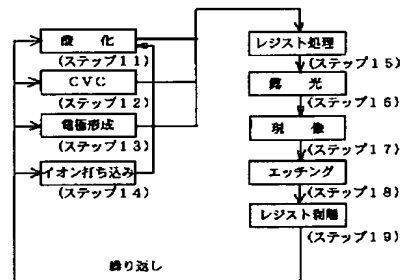 酸化
(ステップ11)
CVC
(ステップ12)
電極形成
(ステップ13)
イオン打ち込み
(ステップ14)
レジスト処理
(ステップ15)
露光
(ステップ16)
現像
(ステップ17)
エッチング
(ステップ18)
レジスト剥離
(ステップ19)
繰り返し